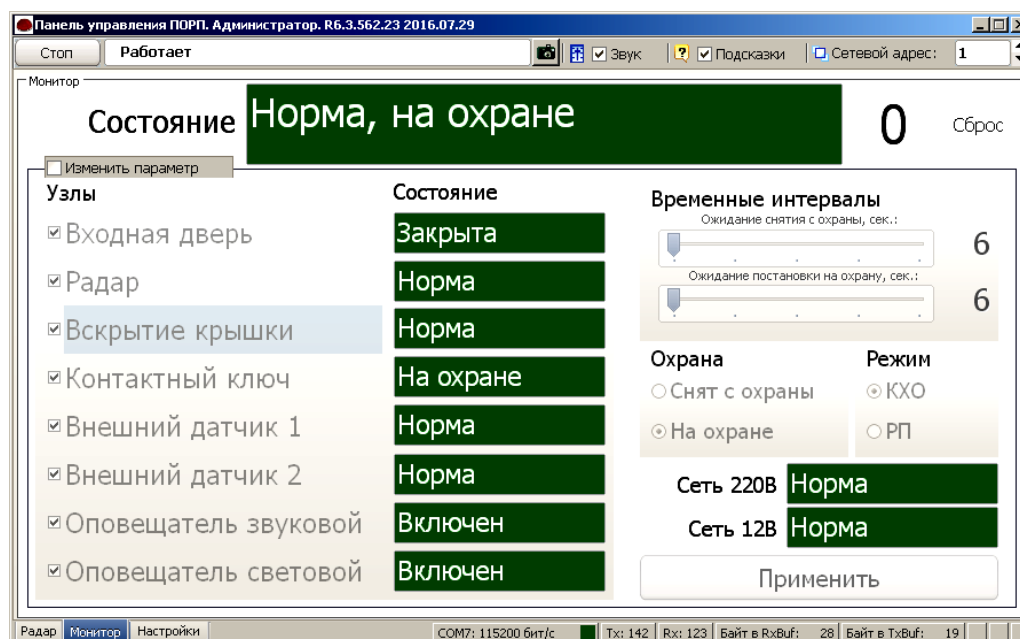 Панель управления ПОРП. Администратор. R6.3.562.23 2016.07.29
Стоп Работает Звук Подсказки Сетевой адрес: 1
Монитор
Состояние Норма, на охране 0 Сброс
Изменить параметр
Узлы Состояние
Входная дверь Закрыта
Радар Норма
Вскрытие крышки Норма
Контактный ключ На охране
Внешний датчик 1 Норма
Внешний датчик 2 Норма
Оповещатель звуковой Включен
Оповещатель световой Включен
Временные интервалы
Ожидание снятия с охраны, сек.:
6
Ожидание постановки на охрану, сек.:
6
Охрана Режим
Снят с охраны КХО
На охране РП
Сеть 220В Норма
Сеть 12В Норма
Применить
Радар Монитор Настройки COM7: 115200 бит/с Tx: 142 Rx: 123 Байт в RxBuf: 28 Байт в TxBuf: 19